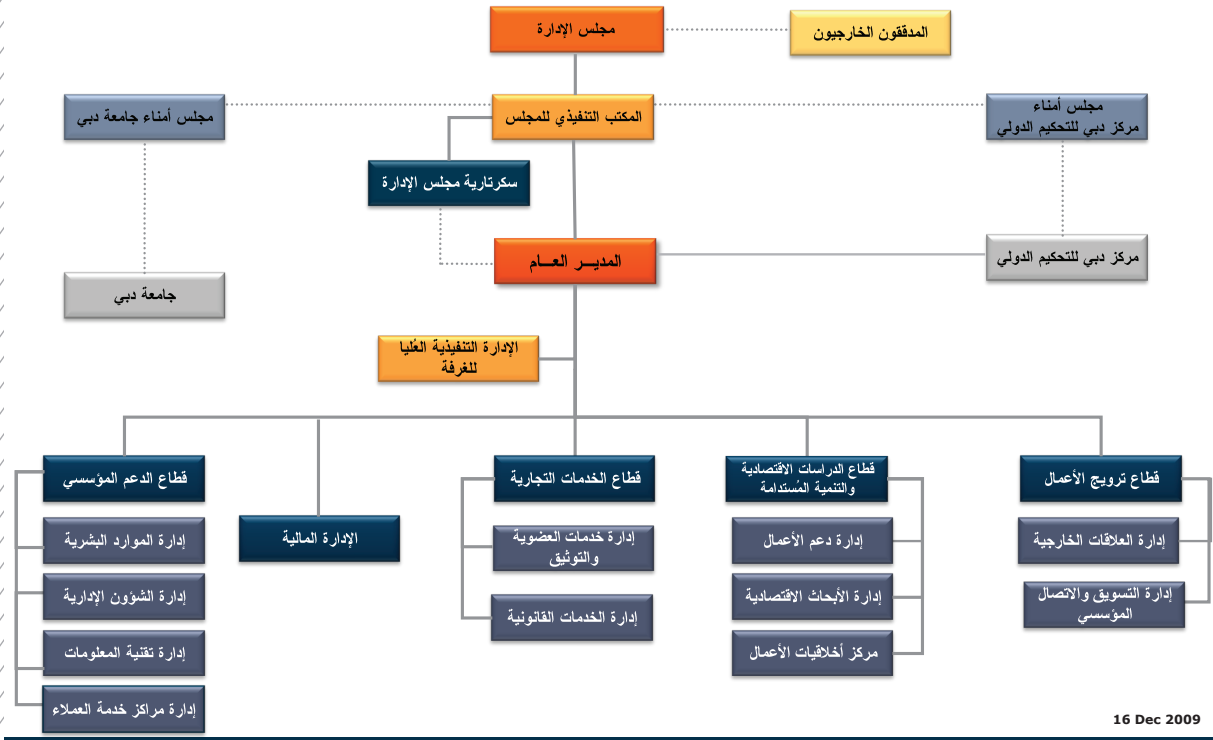 مجلس الإدارة
المدققون الخارجيون
مجلس أمناء
مركز دبي للتحكيم الدولي
المكتب التنفيذي للمجلس
مجلس أمناء جامعة دبي
سكرتارية مجلس الإدارة
مركز دبي للتحكيم الدولي
المديـــر العـــام
جامعة دبي
الإدارة التنفيذية العُليا
للغرفة
قطاع ترويج الأعمال
إدارة العلاقات الخارجية
إدارة التسويق والاتصال
المؤسسي
قطاع الدراسات الاقتصادية
والتنمية المُستدامة
إدارة دعم الأعمال
إدارة الأبحاث الاقتصادية
مركز أخلاقيات الأعمال
قطاع الخدمات التجارية
إدارة خدمات العضوية
والتوثيق
إدارة الخدمات القانونية
الإدارة المالية
قطاع الدعم المؤسسي
إدارة الموارد البشرية
إدارة الشؤون الإدارية
إدارة تقنية المعلومات
إدارة مراكز خدمة العملاء
16 Dec 2009